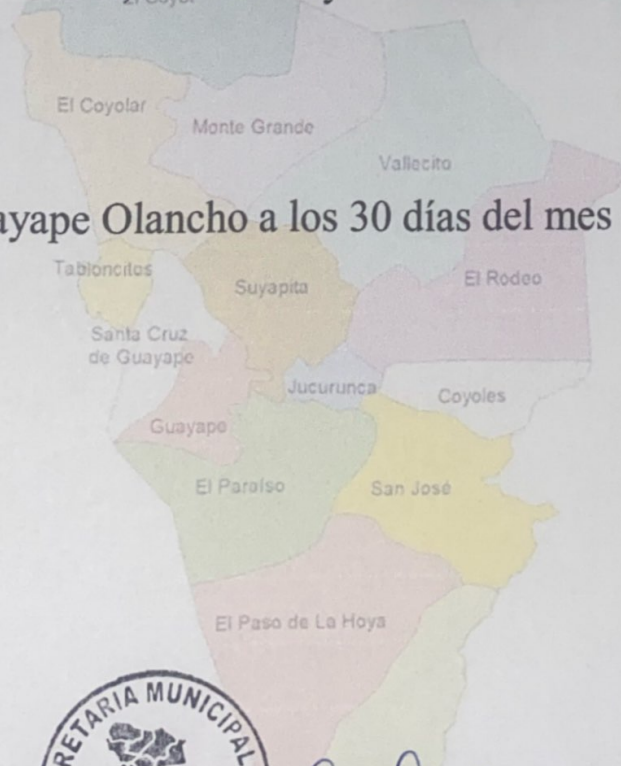 El Coyolar
Monte Grande
Vallecito
ayape Olancho a los 30 días del mes
Tabloncitos
Suyapita
El Rodeo
Santa Cruz
de Guayape
Jucurunca
Coyoles
Guayape
El Paraíso
San José
El Paso de La Hoya
RETARIA MUNICIPAL